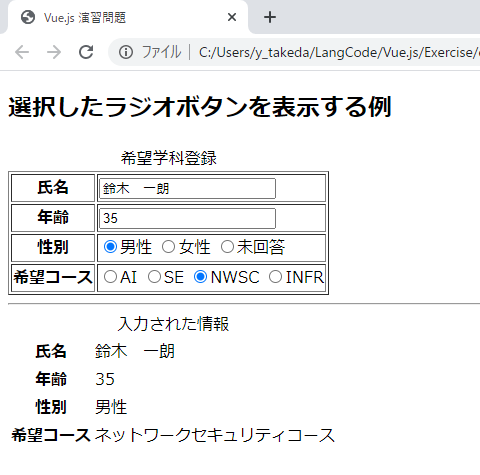 Vue.js 演習問題
ファイル | C:/Users/y_takeda/LangCode/Vue.js/Exercise/
選択したラジオボタンを表示する例
希望学科登録
氏名 鈴木 一朗
年齢 35
性別 男性 女性 未回答
希望コース AI SE NWSC INFR
入力された情報
氏名 鈴木 一朗
年齢 35
性別 男性
希望コース ネットワークセキュリティコース